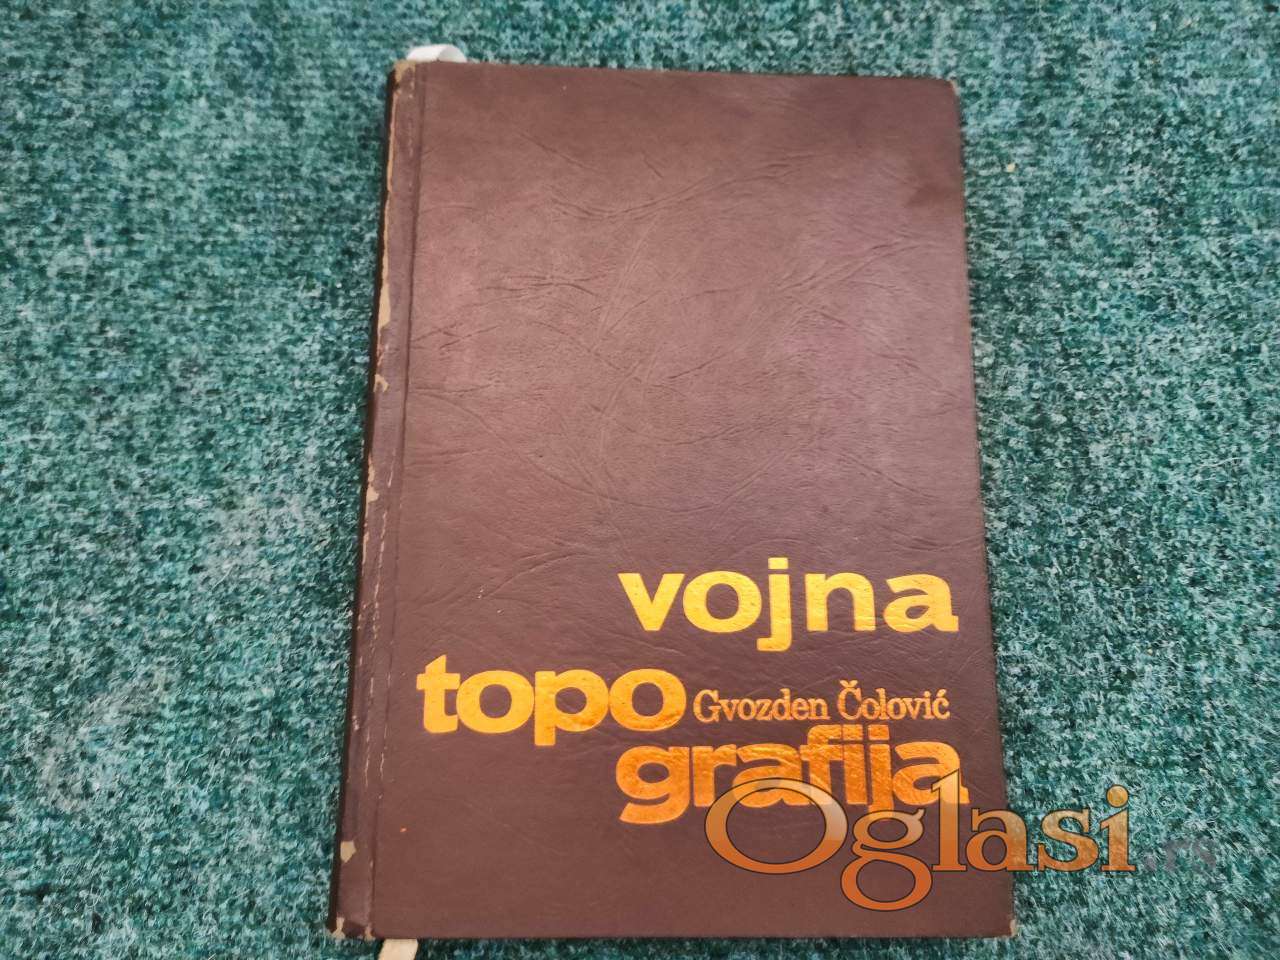 vojna
topo
Gvozden Čolović
grafija
Oglasi.rs